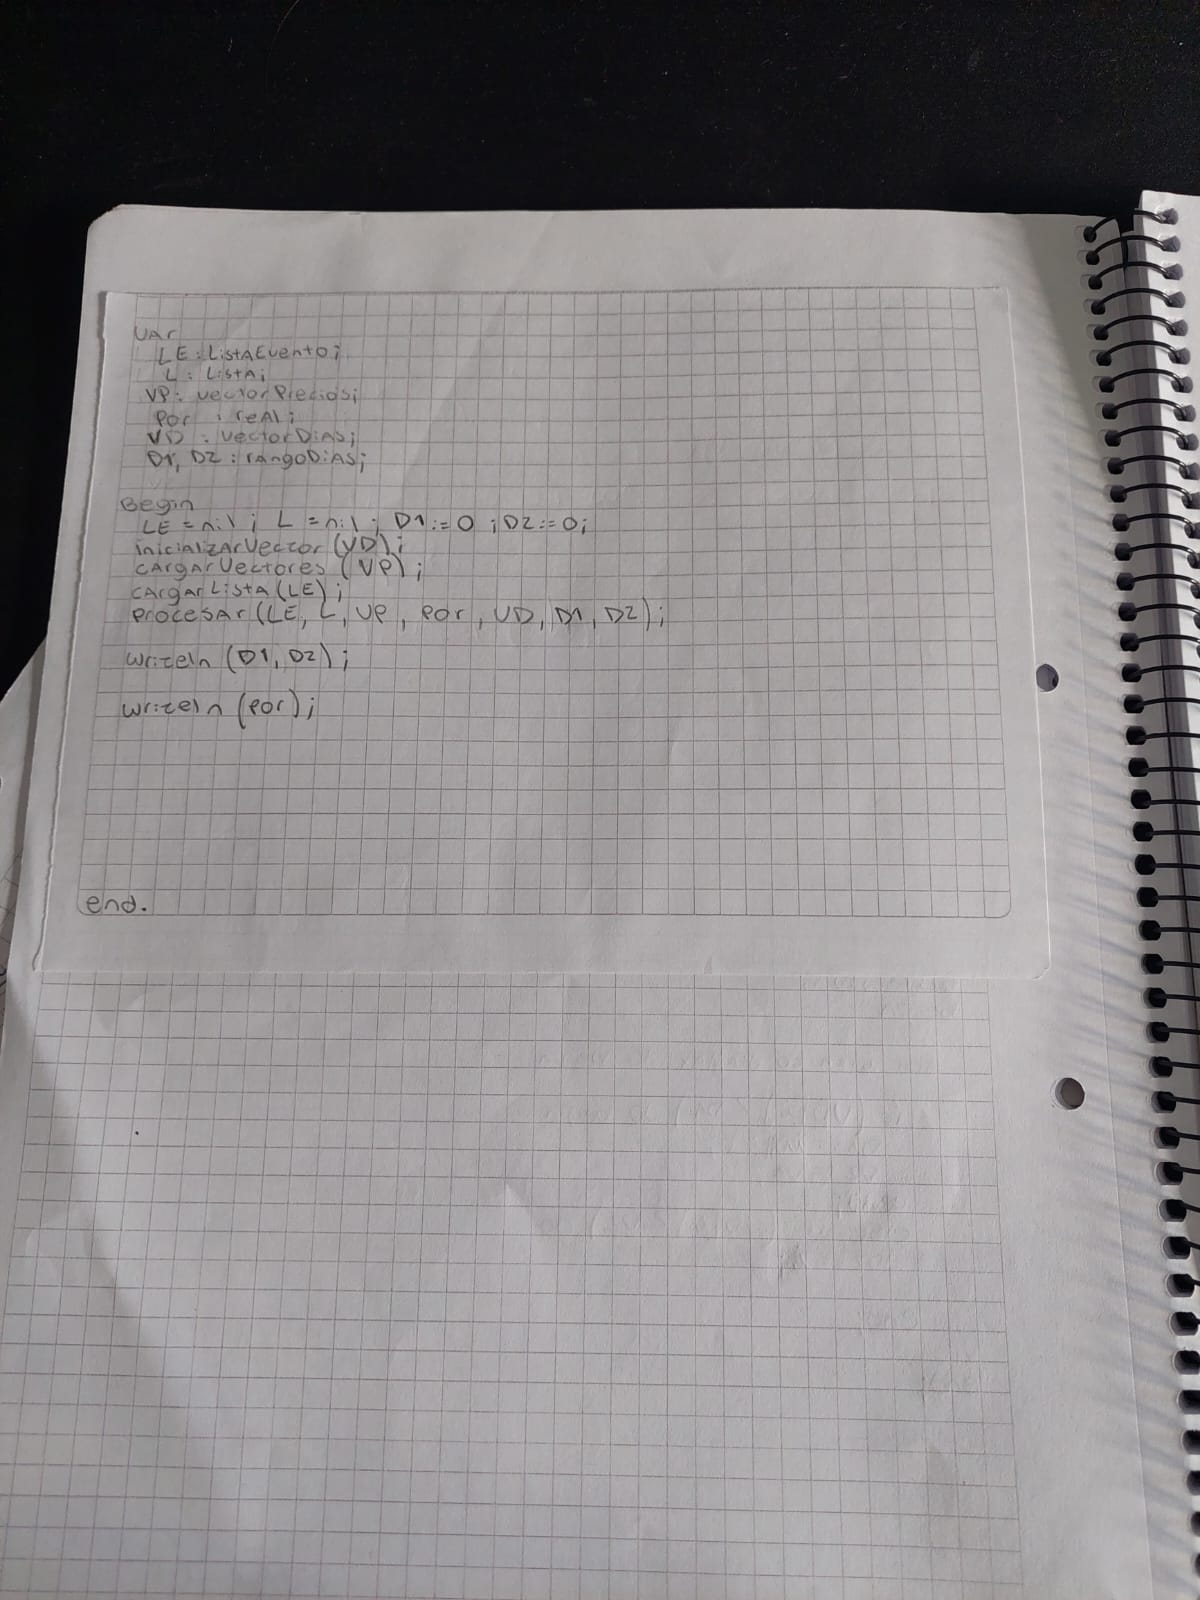 Var
LE : ListaEvento;
L : Lista;
VP : vectorPrecios;
por : real;
VD : VectorDias;
D1, D2 : rangoDias;
Begin
LE = nil ; L = nil ; D1 := 0 ; D2 := 0;
inicializarVector (VD);
cargarVectores (VP) ;
cargarLista (LE) ;
procesar (LE, L, VP, por, VD, D1, D2);
writeln (D1, D2) ;
writeln (por) ;
end.